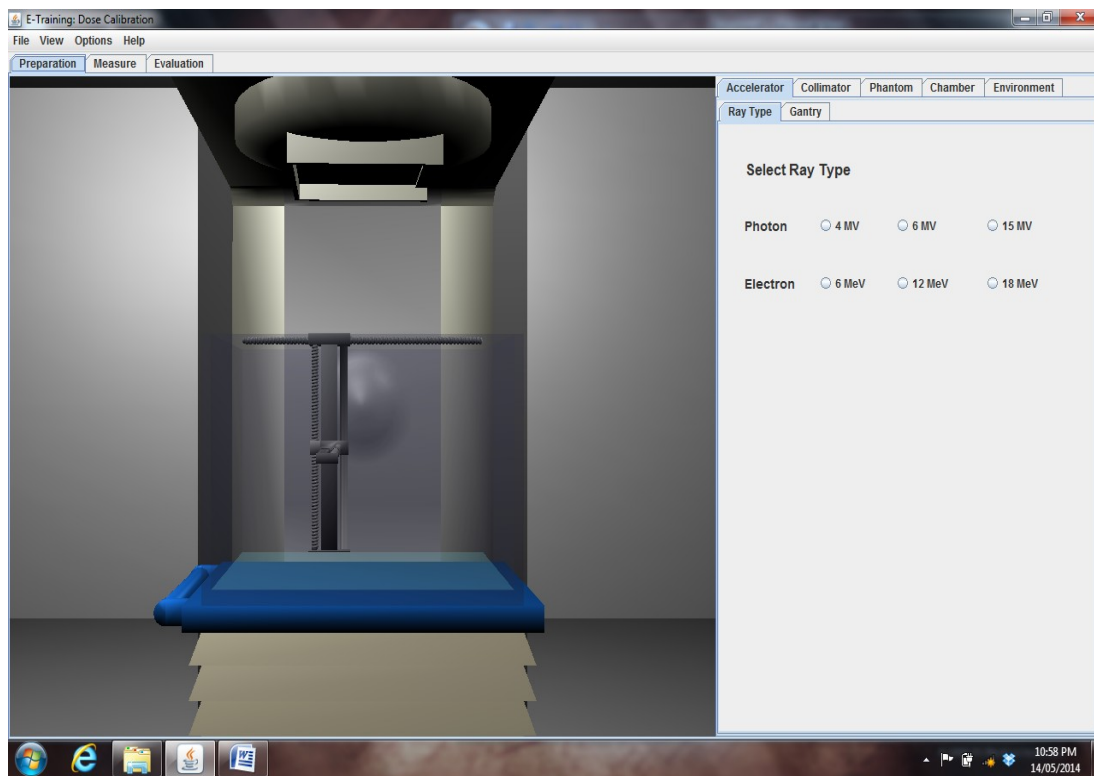 E-Training: Dose Calibration
File View Options Help
Preparation Measure Evaluation
Accelerator Collimator Phantom Chamber Environment
Ray Type Gantry
Select Ray Type
Photon 4 MV 6 MV 15 MV
Electron 6 MeV 12 MeV 18 MeV
10:58 PM
14/05/2014